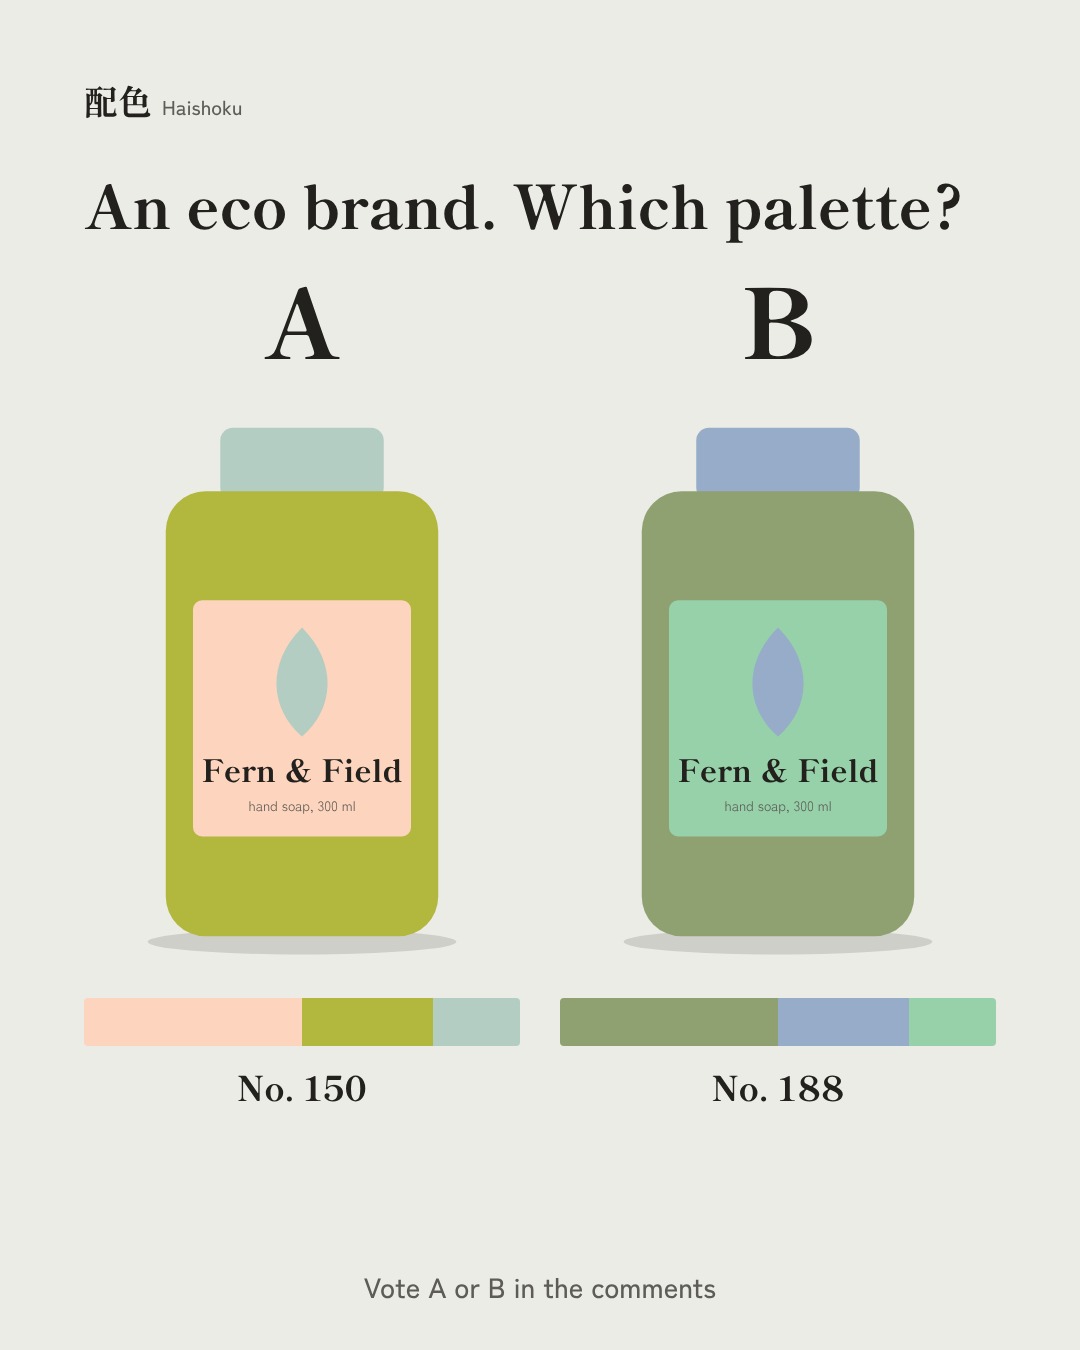 配色 Haishoku
An eco brand. Which palette?
A
B
Fern & Field
hand soap, 300 ml
Fern & Field
hand soap, 300 ml
No. 150
No. 188
Vote A or B in the comments